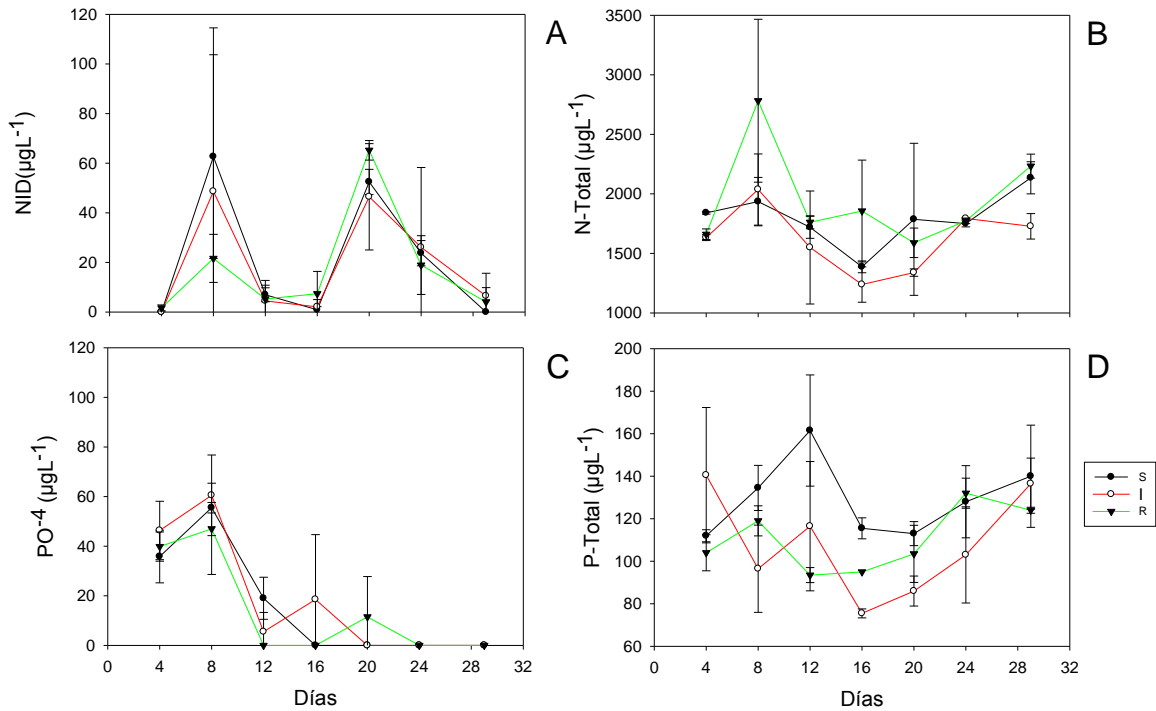 A
120
100
80
60
40
20
0
NID(µgL-1)
B
3500
3000
2500
2000
1500
1000
N-Total (µgL-1)
C
120
100
80
60
40
20
0
PO-4 (µgL-1)
0 4 8 12 16 20 24 28 32
Días
D
200
180
160
140
120
100
80
60
P-Total (µgL-1)
0 4 8 12 16 20 24 28 32
Días
S
I
R